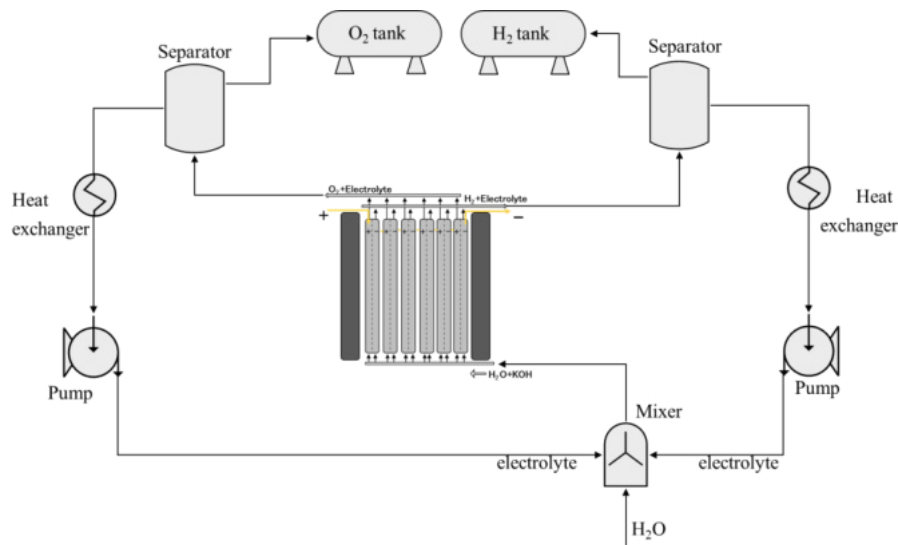 O₂ tank
H₂ tank
Separator
Separator
O₂+Electrolyte
H₂+Electrolyte
Heat
exchanger
Heat
exchanger
+
−
H₂O+KOH
Pump
Pump
Mixer
electrolyte
electrolyte
H₂O